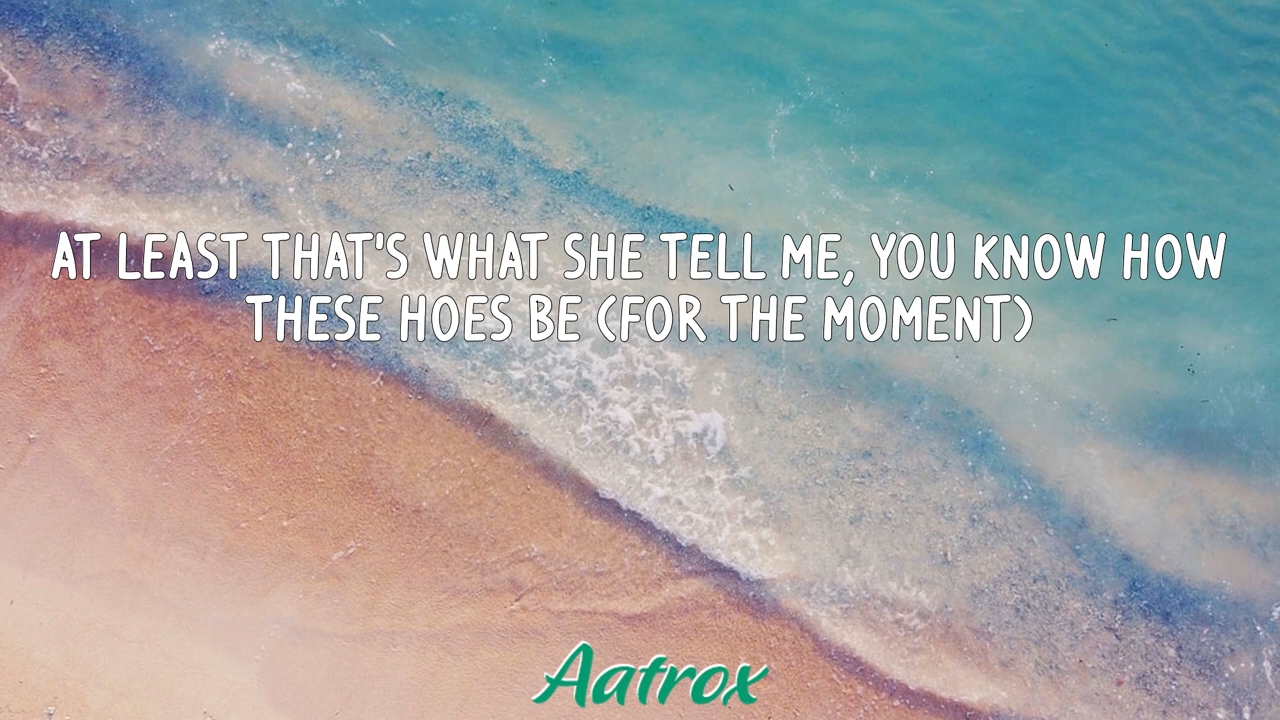 AT LEAST THAT'S WHAT SHE TELL ME, YOU KNOW HOW
THESE HOES BE (FOR THE MOMENT)
Aatrox